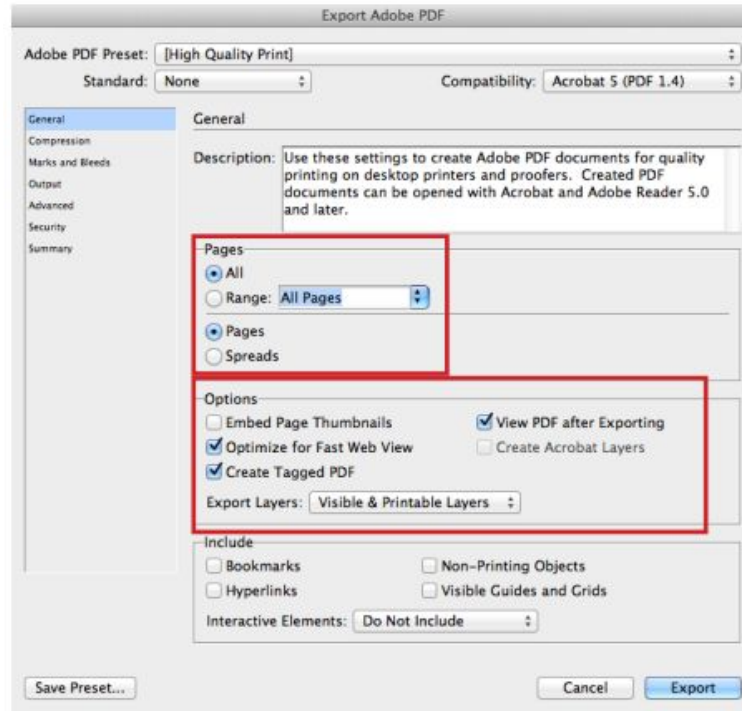 Export Adobe PDF
Adobe PDF Preset: [High Quality Print]
Standard: None Compatibility: Acrobat 5 (PDF 1.4)
General
Compression
Marks and Bleeds
Output
Advanced
Security
Summary
General
Description: Use these settings to create Adobe PDF documents for quality
printing on desktop printers and proofers. Created PDF
documents can be opened with Acrobat and Adobe Reader 5.0
and later.
Pages
All
Range: All Pages
Pages
Spreads
Options
Embed Page Thumbnails View PDF after Exporting
Optimize for Fast Web View Create Acrobat Layers
Create Tagged PDF
Export Layers: Visible & Printable Layers
Include
Bookmarks Non-Printing Objects
Hyperlinks Visible Guides and Grids
Interactive Elements: Do Not Include
Save Preset... Cancel Export